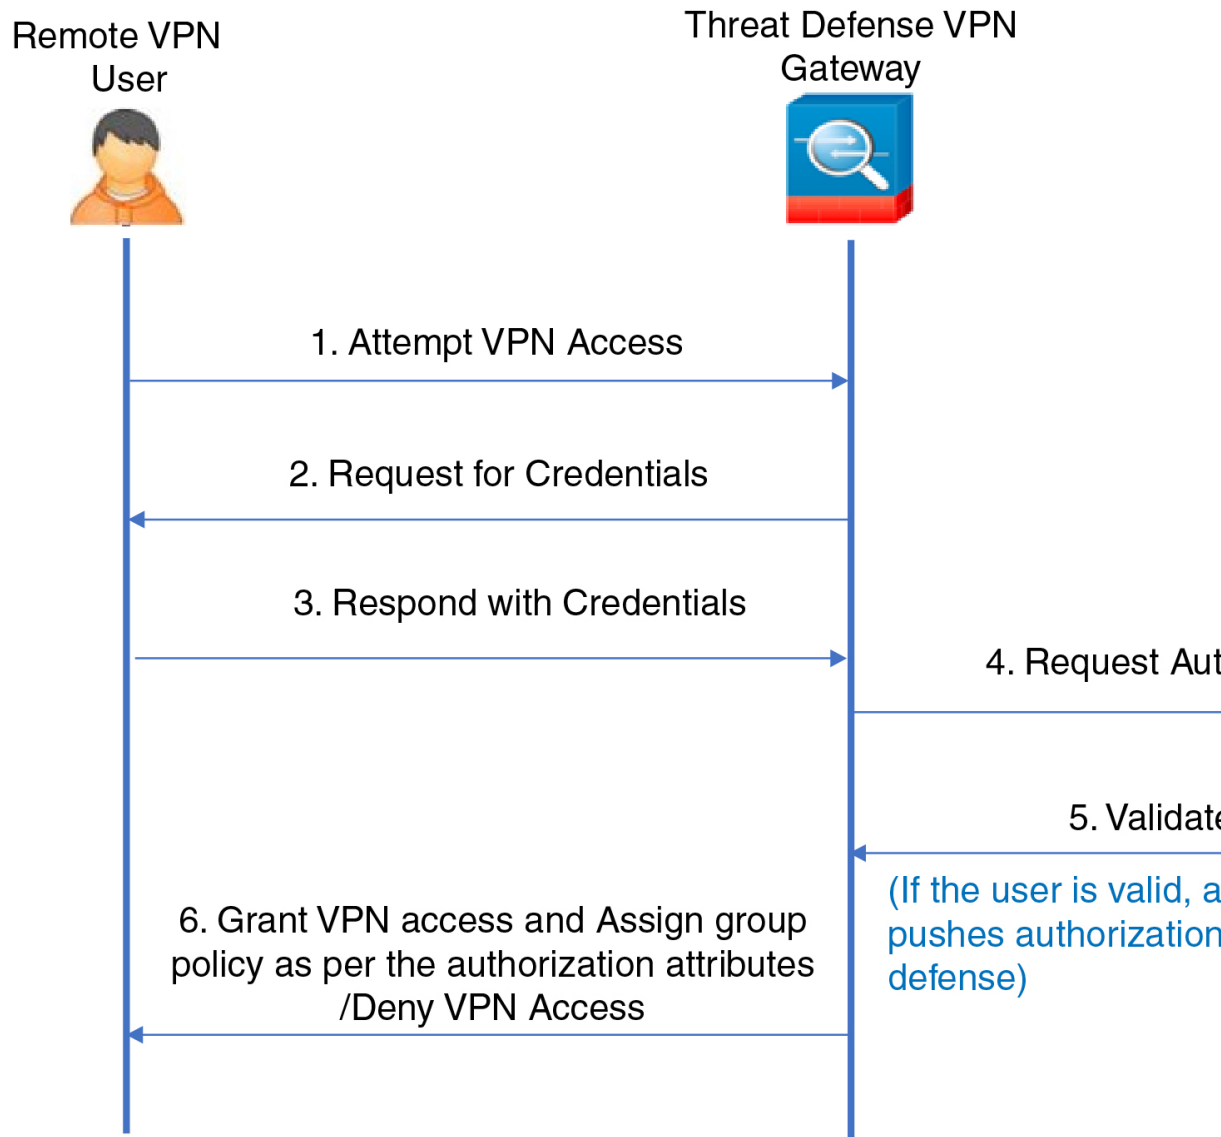 Remote VPN
User
Threat Defense VPN
Gateway
1. Attempt VPN Access
2. Request for Credentials
3. Respond with Credentials
4. Request
5.
(If the user is valid,
pushes authorization
defense)
6. Grant VPN access and Assign group
policy as per the authorization attributes
/Deny VPN Access